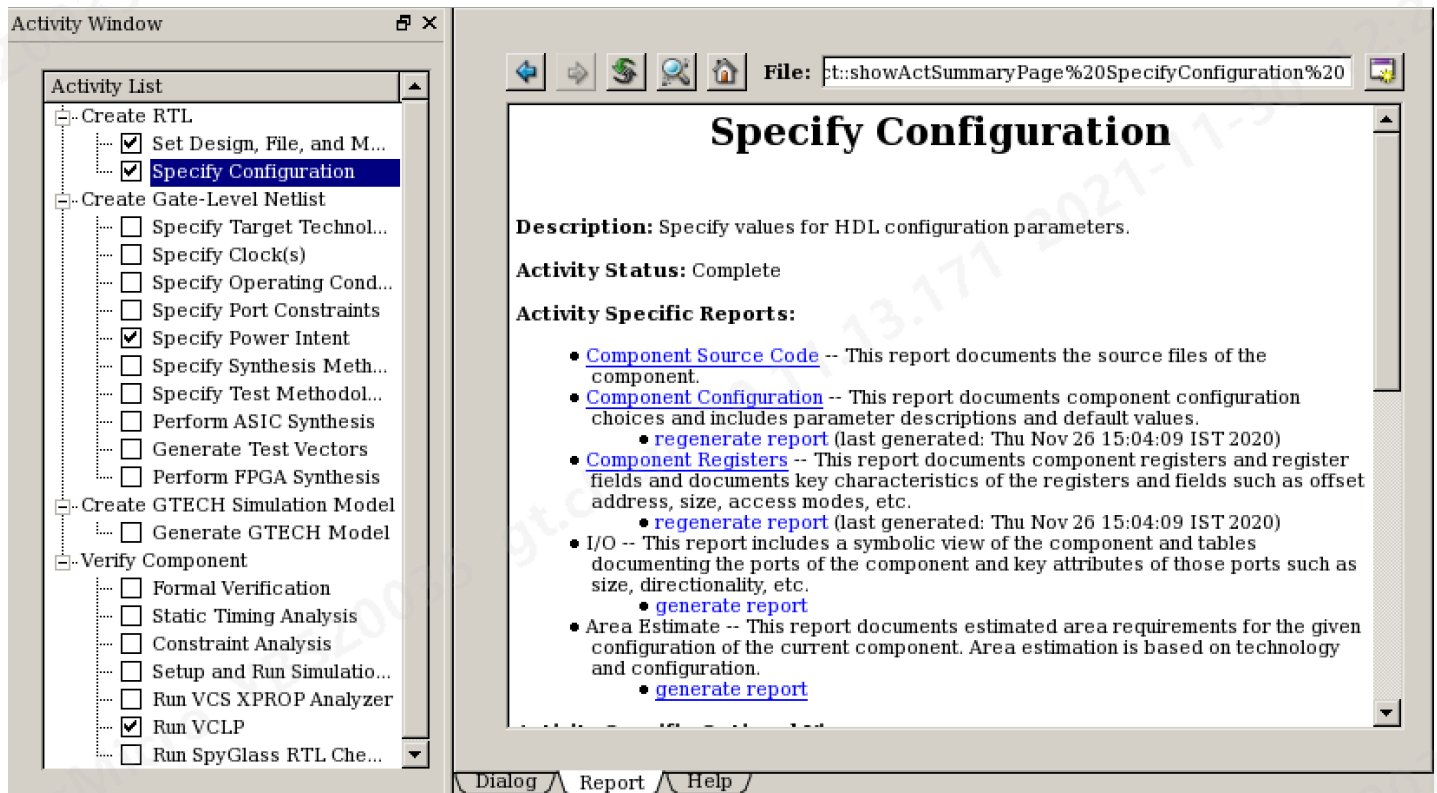 Activity Window
Activity List
Create RTL
Set Design, File, and M...
Specify Configuration
Create Gate-Level Netlist
Specify Target Technol...
Specify Clock(s)
Specify Operating Cond...
Specify Port Constraints
Specify Power Intent
Specify Synthesis Meth...
Specify Test Methodol...
Perform ASIC Synthesis
Generate Test Vectors
Perform FPGA Synthesis
Create GTECH Simulation Model
Generate GTECH Model
Verify Component
Formal Verification
Static Timing Analysis
Constraint Analysis
Setup and Run Simulatio...
Run VCS XPROP Analyzer
Run VCLP
Run SpyGlass RTL Che...
File: ct::showActSummaryPage%20SpecifyConfiguration%20
Specify Configuration
Description: Specify values for HDL configuration parameters.
Activity Status: Complete
Activity Specific Reports:
Component Source Code -- This report documents the source files of the
component.
Component Configuration -- This report documents component configuration
choices and includes parameter descriptions and default values.
regenerate report (last generated: Thu Nov 26 15:04:09 IST 2020)
Component Registers -- This report documents component registers and register
fields and documents key characteristics of the registers and fields such as offset
address, size, access modes, etc.
regenerate report (last generated: Thu Nov 26 15:04:09 IST 2020)
I/O -- This report includes a symbolic view of the component and tables
documenting the ports of the component and key attributes of those ports such as
size, directionality, etc.
generate report
Area Estimate -- This report documents estimated area requirements for the given
configuration of the current component. Area estimation is based on technology
and configuration.
generate report
Dialog
Report
Help